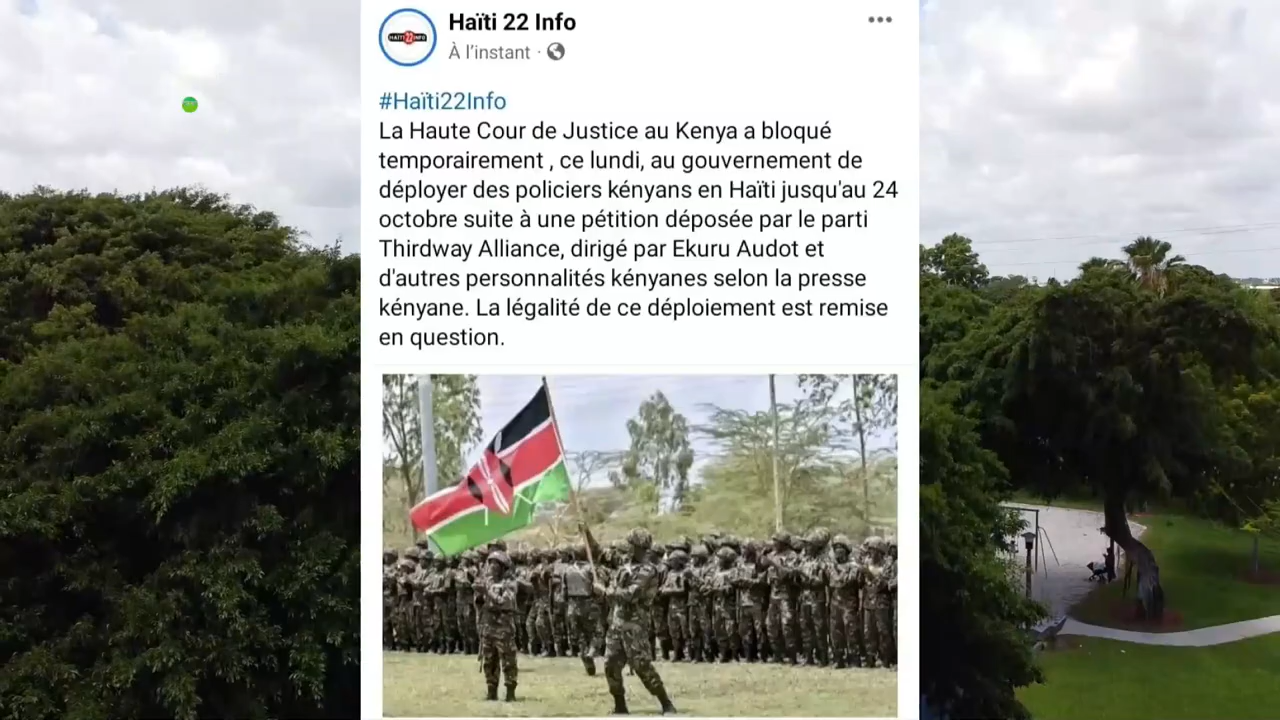 Haïti 22 Info
À l'instant ·
HAITI 22 INFO
#Haïti22Info
La Haute Cour de Justice au Kenya a bloqué
temporairement , ce lundi, au gouvernement de
déployer des policiers kényans en Haïti jusqu'au 24
octobre suite à une pétition déposée par le parti
Thirdway Alliance, dirigé par Ekuru Audot et
d'autres personnalités kényanes selon la presse
kényane. La légalité de ce déploiement est remise
en question.